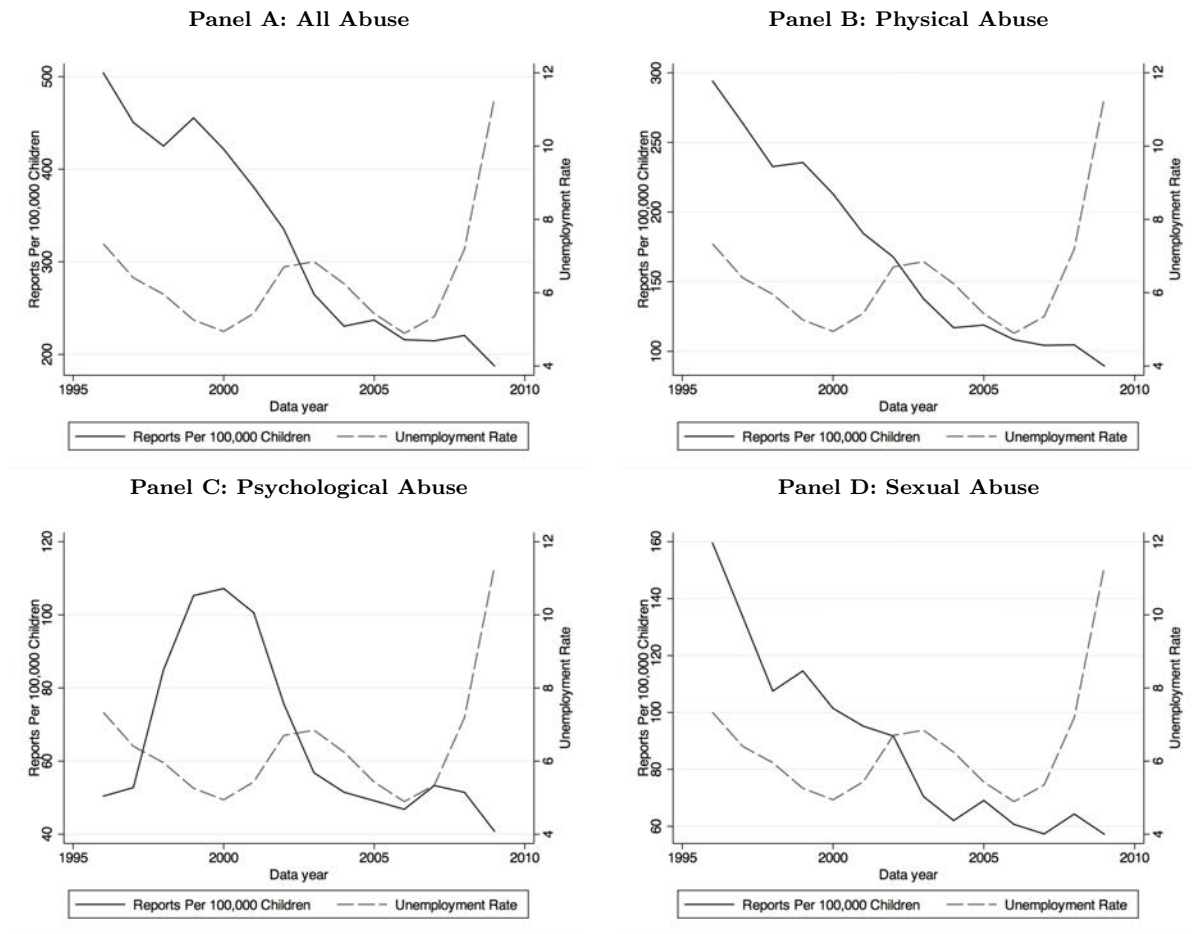 Panel A: All Abuse
Reports Per 100,000 Children
500
400
300
200
12
10
8
6
4
Unemployment Rate
1995 2000 2005 2010
Data year
Reports Per 100,000 Children Unemployment Rate
Panel B: Physical Abuse
Reports Per 100,000 Children
300
250
200
150
100
12
10
8
6
4
Unemployment Rate
1995 2000 2005 2010
Data year
Reports Per 100,000 Children Unemployment Rate
Panel C: Psychological Abuse
Reports Per 100,000 Children
120
100
80
60
40
12
10
8
6
4
Unemployment Rate
1995 2000 2005 2010
Data year
Reports Per 100,000 Children Unemployment Rate
Panel D: Sexual Abuse
Reports Per 100,000 Children
160
140
120
100
80
60
12
10
8
6
4
Unemployment Rate
1995 2000 2005 2010
Data year
Reports Per 100,000 Children Unemployment Rate